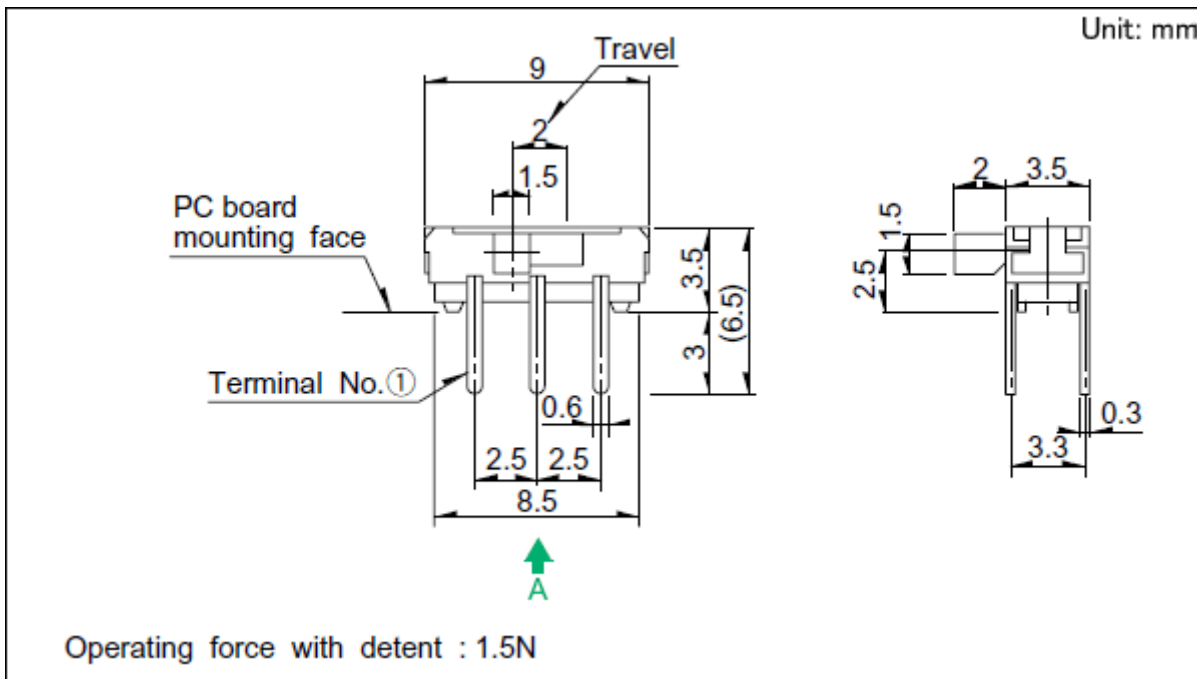 Unit: mm
Travel
9
2
1.5
PC board
mounting face
3.5
(6.5)
3
Terminal No.①
0.6
2.5 2.5
8.5
A
2 3.5
1.5
2.5
0.3
3.3
Operating force with detent : 1.5N